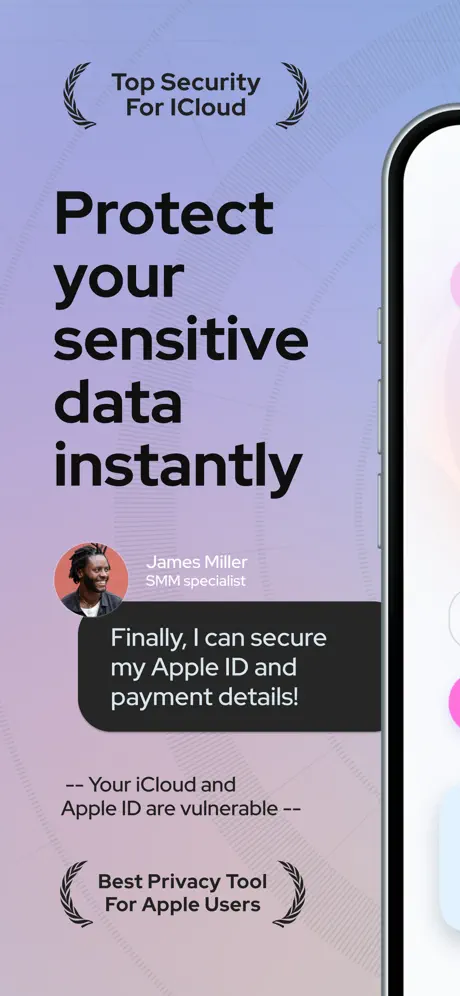 Top Security
For ICloud
Protect
your
sensitive
data
instantly
James Miller
SMM specialist
Finally, I can secure
my Apple ID and
payment details!
-- Your iCloud and
Apple ID are vulnerable --
Best Privacy Tool
For Apple Users